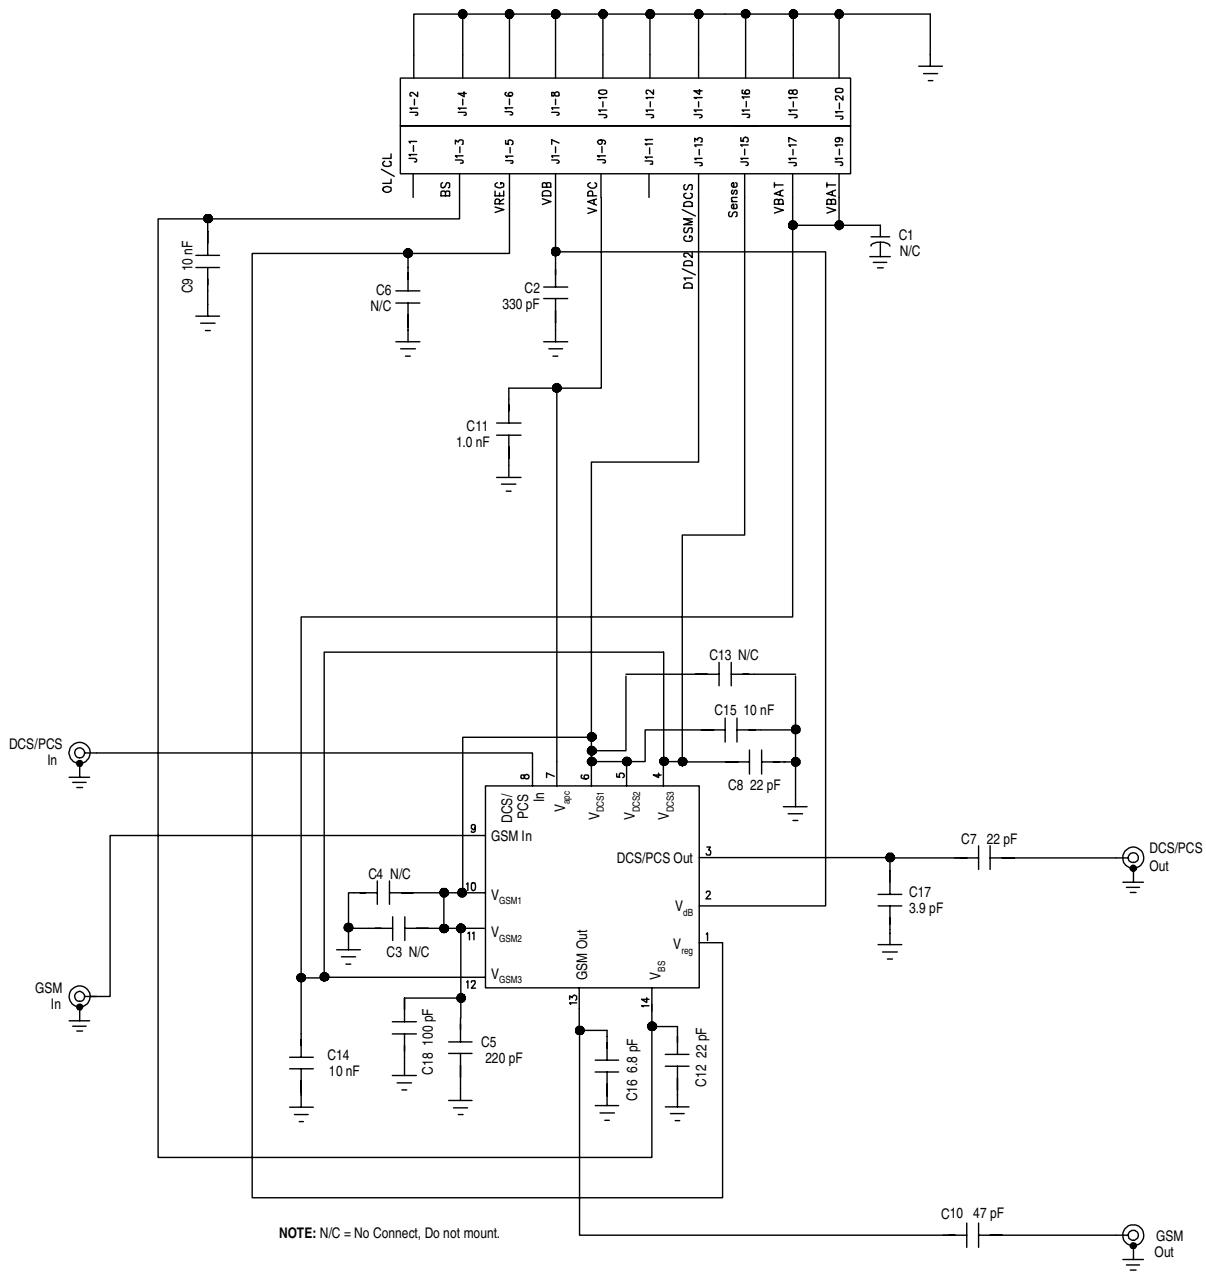 J1-2
J1-4
J1-6
J1-8
J1-10
J1-12
J1-14
J1-16
J1-18
J1-20
J1-1
J1-3
J1-5
J1-7
J1-9
J1-11
J1-13
J1-15
J1-17
J1-19
OL/CL
BS
VREG
VDB
VAPC
D1/D2 GSM/DCS
Sense
VBAT
VBAT
C1
N/C
C9 10 nF
C6
N/C
C2
330 pF
C11
1.0 nF
C13 N/C
C15 10 nF
C8 22 pF
DCS/PCS
In
8
7
6
5
4
DCS/
PCS
In
Vapc
VDCS1
VDCS2
VDCS3
9
GSM In
DCS/PCS Out
3
C7 22 pF
DCS/PCS
Out
C4 N/C
10
VGSM1
C17
3.9 pF
VdB
2
C3 N/C
11
VGSM2
Vreg
1
GSM Out
VBS
12
VGSM3
GSM
In
13
14
C18 100 pF
C5
220 pF
C14
10 nF
C16 6.8 pF
C12 22 pF
C10 47 pF
GSM
Out
NOTE: N/C = No Connect, Do not mount.